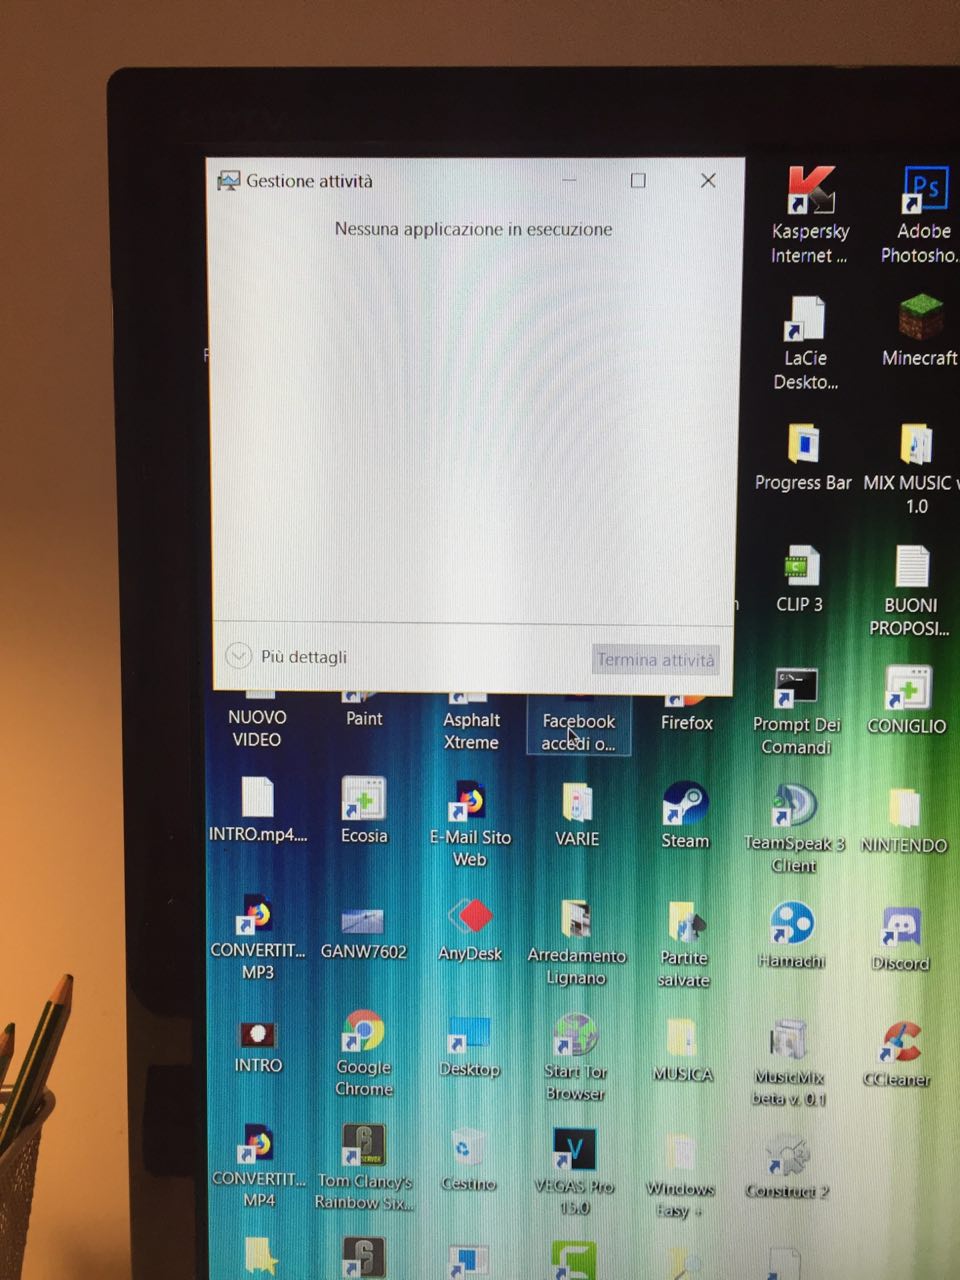 Gestione attività
Nessuna applicazione in esecuzione
Più dettagli
Termina attività
Kaspersky
Internet ...
Ps
Adobe
Photosho...
LaCie
Deskto...
Minecraft
Progress Bar
MIX MUSIC v
1.0
CLIP 3
BUONI
PROPOSI...
NUOVO
VIDEO
Paint
Asphalt
Xtreme
Facebook
accedi o...
Firefox
Prompt Dei
Comandi
CONIGLIO
INTRO.mp4....
Ecosia
E-Mail Sito
Web
VARIE
Steam
TeamSpeak 3
Client
NINTENDO
CONVERTIT...
MP3
GANW7602
AnyDesk
Arredamento
Lignano
Partite
salvate
Hamachi
Discord
INTRO
Google
Chrome
Desktop
Start Tor
Browser
MUSICA
MusicMix
beta v. 0.1
CCleaner
CONVERTIT...
MP4
Tom Clancy's
Rainbow Six...
Cestino
V
VEGAS Pro
15.0
Windows
Easy +
Construct 2